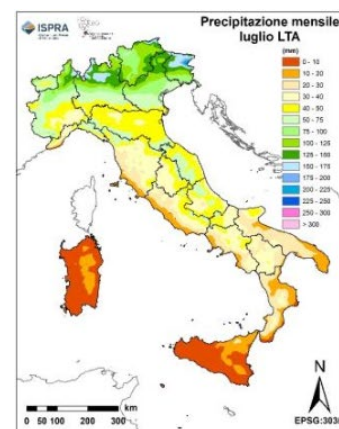 ISPRA
Precipitazione mensile
luglio LTA
(mm)
0 - 10
10 - 20
20 - 30
30 - 40
40 - 50
50 - 75
75 - 100
100 - 125
125 - 150
150 - 175
175 - 200
200 - 225
225 - 250
250 - 300
> 300
N
0 50 100 200 300
km
EPSG:303